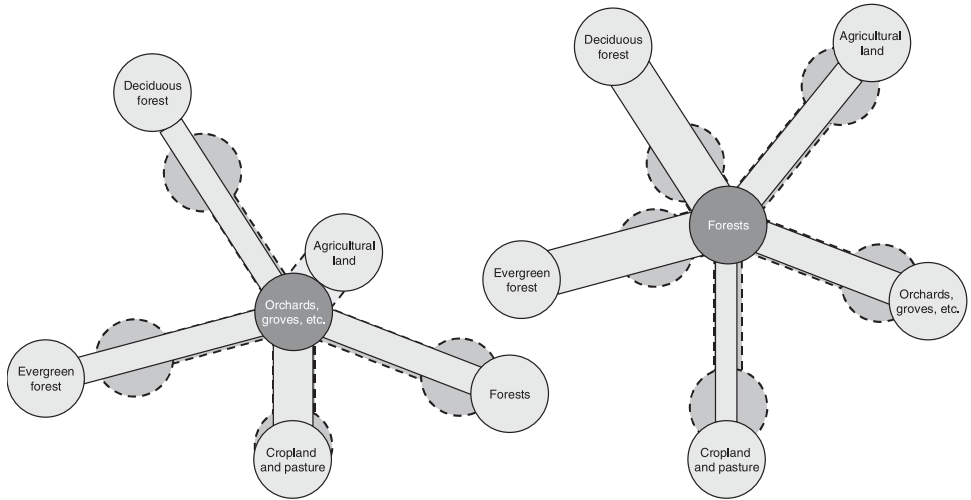 Deciduous
forest
Agricultural
land
Orchards,
groves, etc.
Evergreen
forest
Forests
Cropland
and pasture
Deciduous
forest
Agricultural
land
Forests
Evergreen
forest
Orchards,
groves, etc.
Cropland
and pasture